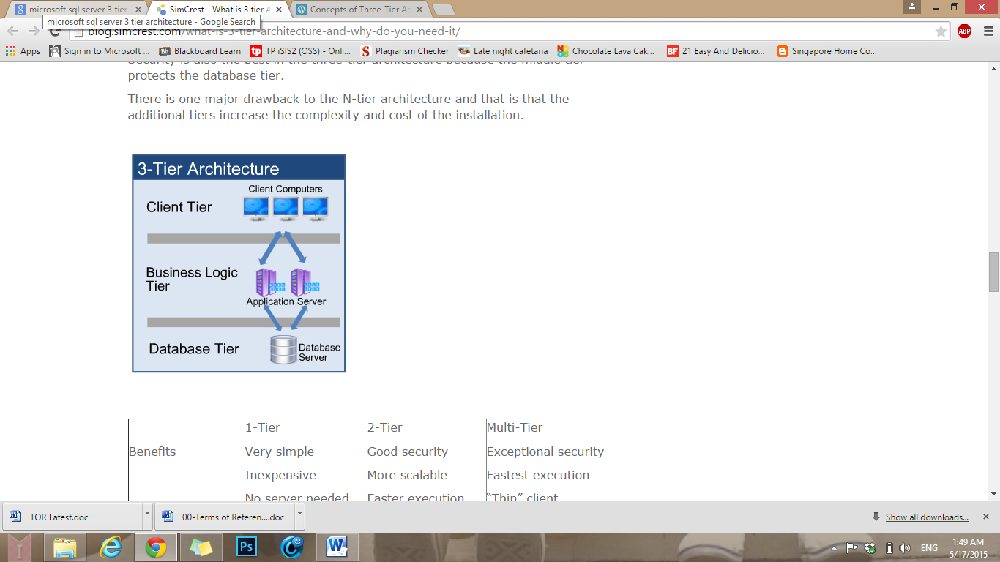 microsoft sql server 3 tier
SimCrest - What is 3 tier A
Concepts of Three-Tier Ar
microsoft sql server 3 tier architecture - Google Search
blog.simcrest.com/what-is-3-tier-architecture-and-why-do-you-need-it/
ABP
Apps
Sign in to Microsoft ...
Bb Blackboard Learn
tp TP iSIS2 (OSS) - Onli...
S Plagiarism Checker
Late night cafetaria
Chocolate Lava Cak...
BF 21 Easy And Delicio...
Singapore Home Co...
Security is also the best in the three-tier architecture because the middle tier
protects the database tier.
There is one major drawback to the N-tier architecture and that is that the
additional tiers increase the complexity and cost of the installation.
3-Tier Architecture
Client Computers
Client Tier
Business Logic
Tier
Application Server
Database Tier
Database
Server
1-Tier 2-Tier Multi-Tier
Benefits Very simple Good security Exceptional security
Inexpensive More scalable Fastest execution
No server needed Faster execution "Thin" client
TOR Latest.doc
00-Terms of Referen....doc
Show all downloads...
Ps
ENG
1:49 AM
5/17/2015